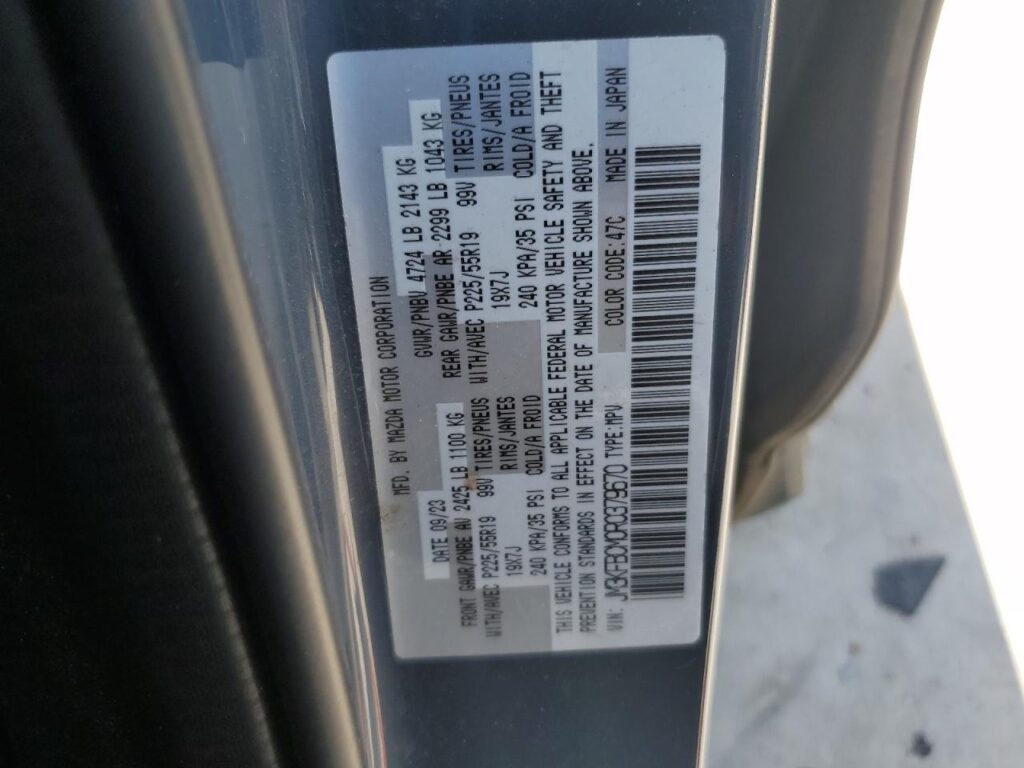 MFD. BY MAZDA MOTOR CORPORATION
DATE 09/23 GVWR/PNBV 4724 LB 2143 KG
FRONT GAWR/PNBE AV 2425 LB 1100 KG REAR GAWR/PNBE AR 2299 LB 1043 KG
WITH/AVEC P225/55R19 99V TIRES/PNEUS WITH/AVEC P225/55R19 99V TIRES/PNEUS
19X7J RIMS/JANTES 19X7J RIMS/JANTES
240 KPA/35 PSI COLD/A FROID 240 KPA/35 PSI COLD/A FROID
THIS VEHICLE CONFORMS TO ALL APPLICABLE FEDERAL MOTOR VEHICLE SAFETY AND THEFT
PREVENTION STANDARDS IN EFFECT ON THE DATE OF MANUFACTURE SHOWN ABOVE.
VIN: TYPE:MPV COLOR CODE:47C MADE IN JAPAN